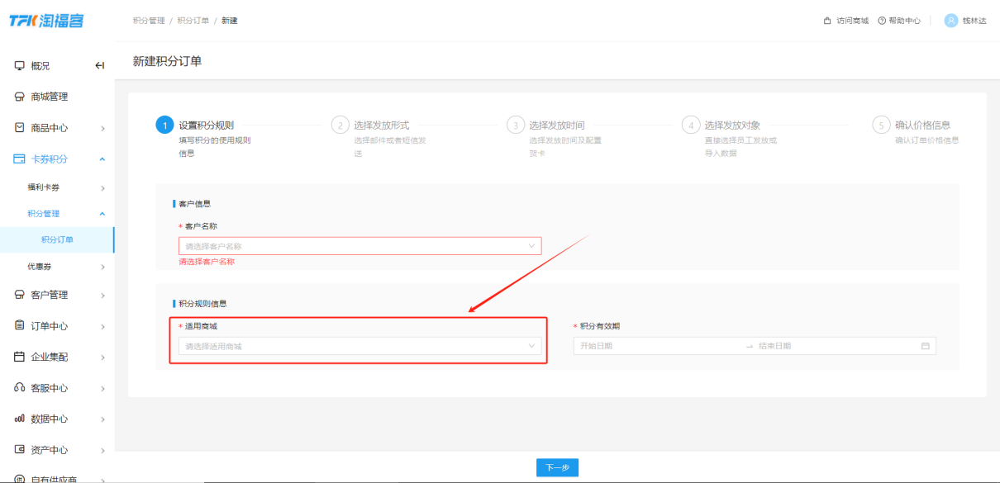 TFK淘福客
积分管理 / 积分订单 / 新建
访问商城 帮助中心 钱林达
概况
商城管理
商品中心
卡券积分
福利卡券
积分管理
积分订单
优惠券
客户管理
订单中心
企业集配
客服中心
数据中心
资产中心
自有供应商
新建积分订单
1 设置积分规则
填写积分的使用规则
信息
2 选择发放形式
选择邮件或者短信发
送
3 选择发放时间
选择发放时间及配置
贺卡
4 选择发放对象
直接选择员工发放或
导入数据
5 确认价格信息
确认订单价格信息
客户信息
* 客户名称
请选择客户名称
请选择客户名称
积分规则信息
* 适用商城
请选择适用商城
* 积分有效期
开始日期 → 结束日期
下一步